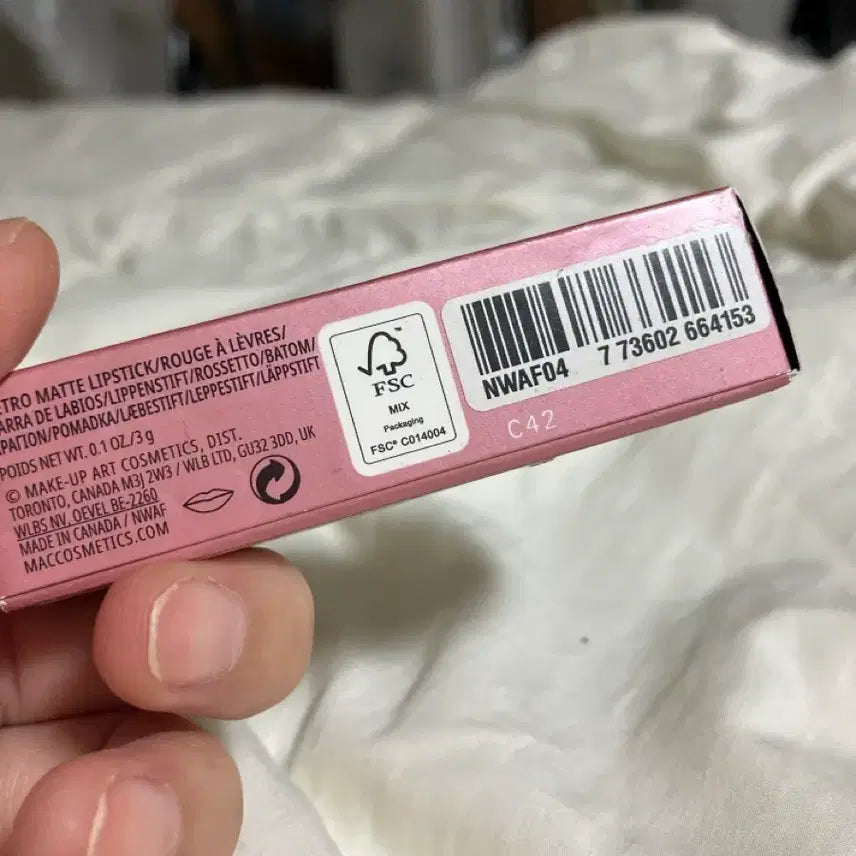 TRO MATTE LIPSTICK/ROUGE À LÈVRES/
ARRA DE LABIOS/LIPPENSTIFT/ROSSETTO/BATOM/
PAΓION/POMADKA/LÆBESTIFT/LEPPESTIFT/LÄPPSTIFT
POIDS NET WT. 0.1 OZ/3 g
© MAKE-UP ART COSMETICS, DIST.
TORONTO, CANADA M3J 2W3 / WLB LTD, GU32 3DD, UK
WLBS NV, OEVEL BE-2260
MADE IN CANADA / NWAF
MACCOSMETICS.COM
FSC™
MIX
Packaging
FSC® C014004
NWAF04 7 73602 664153
C42